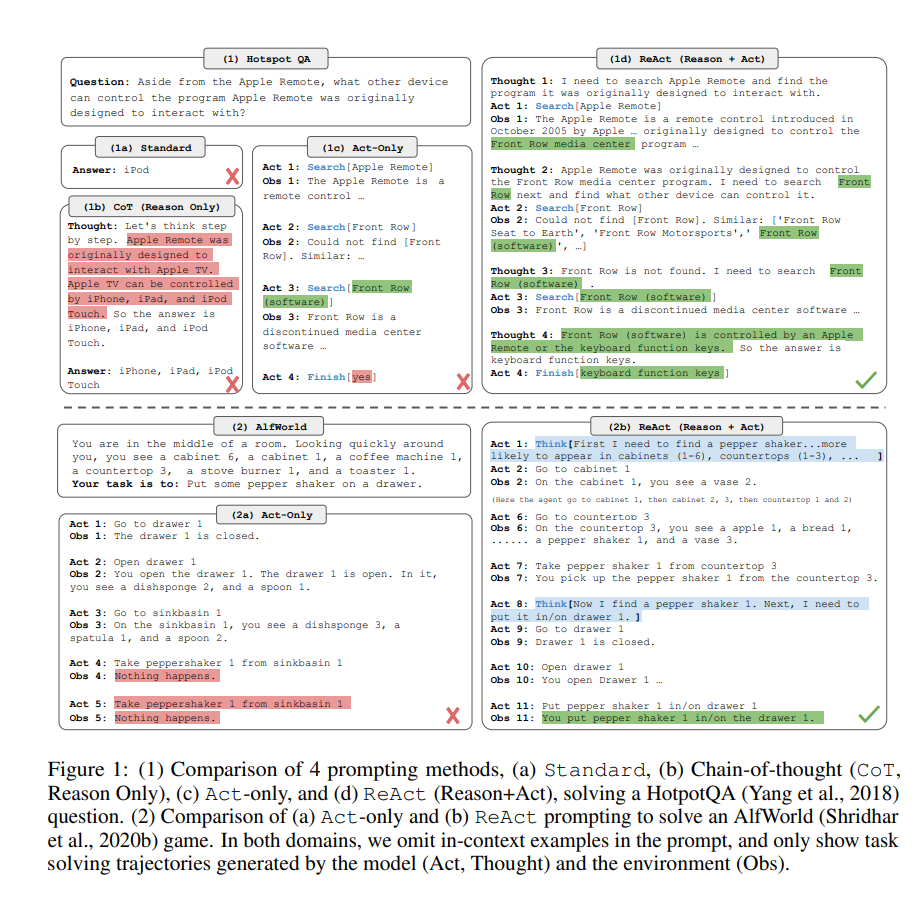 (1) Hotspot QA
Question: Aside from the Apple Remote, what other device
can control the program Apple Remote was originally
designed to interact with?
(1a) Standard
Answer: iPod
(1b) CoT (Reason Only)
Thought: Let's think step
by step. Apple Remote was
originally designed to
interact with Apple TV.
Apple TV can be controlled
by iPhone, iPad, and iPod
Touch. So the answer is
iPhone, iPad, and iPod
Touch.
Answer: iPhone, iPad, iPod
Touch
(1c) Act-Only
Act 1: Search[Apple Remote]
Obs 1: The Apple Remote is a
remote control …
Act 2: Search[Front Row]
Obs 2: Could not find [Front
Row]. Similar: …
Act 3: Search[Front Row
(software)]
Obs 3: Front Row is a
discontinued media center
software …
Act 4: Finish[yes]
(1d) ReAct (Reason + Act)
Thought 1: I need to search Apple Remote and find the
program it was originally designed to interact with.
Act 1: Search[Apple Remote]
Obs 1: The Apple Remote is a remote control introduced in
October 2005 by Apple … originally designed to control the
Front Row media center program …
Thought 2: Apple Remote was originally designed to control
the Front Row media center program. I need to search Front
Row next and find what other device can control it.
Act 2: Search[Front Row]
Obs 2: Could not find [Front Row]. Similar: ['Front Row
Seat to Earth', 'Front Row Motorsports',' Front Row
(software)', …]
Thought 3: Front Row is not found. I need to search Front
Row (software) .
Act 3: Search[Front Row (software)]
Obs 3: Front Row is a discontinued media center software …
Thought 4: Front Row (software) is controlled by an Apple
Remote or the keyboard function keys. So the answer is
keyboard function keys.
Act 4: Finish[keyboard function keys]
(2) AlfWorld
You are in the middle of a room. Looking quickly around
you, you see a cabinet 6, a cabinet 1, a coffee machine 1,
a countertop 3, a stove burner 1, and a toaster 1.
Your task is to: Put some pepper shaker on a drawer.
(2a) Act-Only
Act 1: Go to drawer 1
Obs 1: The drawer 1 is closed.
Act 2: Open drawer 1
Obs 2: You open the drawer 1. The drawer 1 is open. In it,
you see a dishsponge 2, and a spoon 1.
Act 3: Go to sinkbasin 1
Obs 3: On the sinkbasin 1, you see a dishsponge 3, a
spatula 1, and a spoon 2.
Act 4: Take peppershaker 1 from sinkbasin 1
Obs 4: Nothing happens.
Act 5: Take peppershaker 1 from sinkbasin 1
Obs 5: Nothing happens.
(2b) ReAct (Reason + Act)
Act 1: Think[First I need to find a pepper shaker...more
likely to appear in cabinets (1-6), countertops (1-3), ... ]
Act 2: Go to cabinet 1
Obs 2: On the cabinet 1, you see a vase 2.
(Here the agent go to cabinet 1, then cabinet 2, 3, then countertop 1 and 2)
Act 6: Go to countertop 3
Obs 6: On the countertop 3, you see a apple 1, a bread 1,
...... a pepper shaker 1, and a vase 3.
Act 7: Take pepper shaker 1 from countertop 3
Obs 7: You pick up the pepper shaker 1 from the countertop 3.
Act 8: Think[Now I find a pepper shaker 1. Next, I need to
put it in/on drawer 1. ]
Act 9: Go to drawer 1
Obs 9: Drawer 1 is closed.
Act 10: Open drawer 1
Obs 10: You open Drawer 1 …
Act 11: Put pepper shaker 1 in/on drawer 1
Obs 11: You put pepper shaker 1 in/on the drawer 1.
Figure 1: (1) Comparison of 4 prompting methods, (a) Standard, (b) Chain-of-thought (CoT,
Reason Only), (c) Act-only, and (d) ReAct (Reason+Act), solving a HotpotQA (Yang et al., 2018)
question. (2) Comparison of (a) Act-only and (b) ReAct prompting to solve an AlfWorld (Shridhar
et al., 2020b) game. In both domains, we omit in-context examples in the prompt, and only show task
solving trajectories generated by the model (Act, Thought) and the environment (Obs).